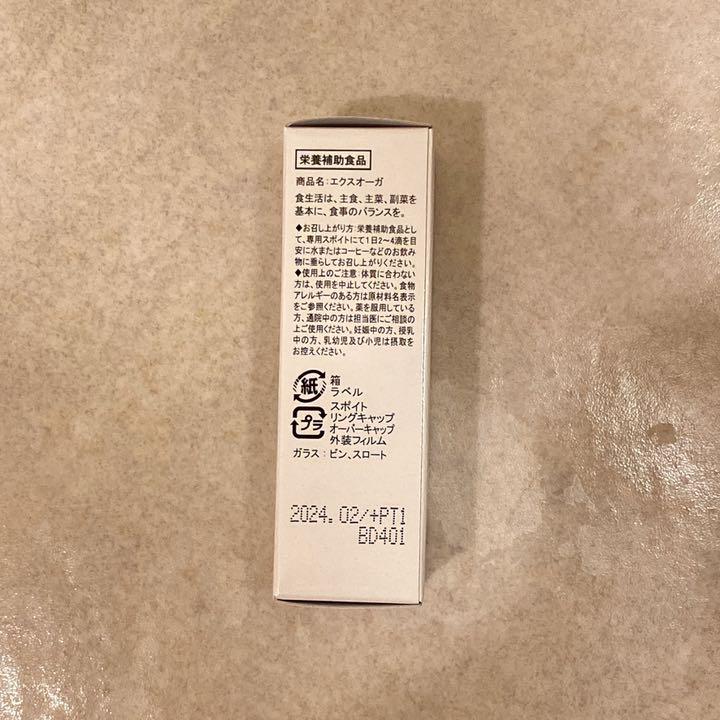 栄養補助食品
商品名：エクスオーガ
食生活は、主食、主菜、副菜を
基本に、食事のバランスを。
◆お召し上がり方：栄養補助食品とし
て、専用スポイトにて1日2〜4滴を目
安に水またはコーヒーなどのお飲み
物に垂らしてお召し上がりください。
◆使用上のご注意：体質に合わない
方は、使用を中止してください。食物
アレルギーのある方は原材料名表示
をご参照ください。薬を服用している
方、通院中の方は担当医にご相談の
上ご使用ください。妊娠中の方、授乳
中の方、乳幼児及び小児は摂取を
お控えください。
紙 箱
ラベル
プラ スポイト
リングキャップ
オーバーキャップ
外装フィルム
ガラス：ビン、スロート
2024. 02/+PT1
BD401